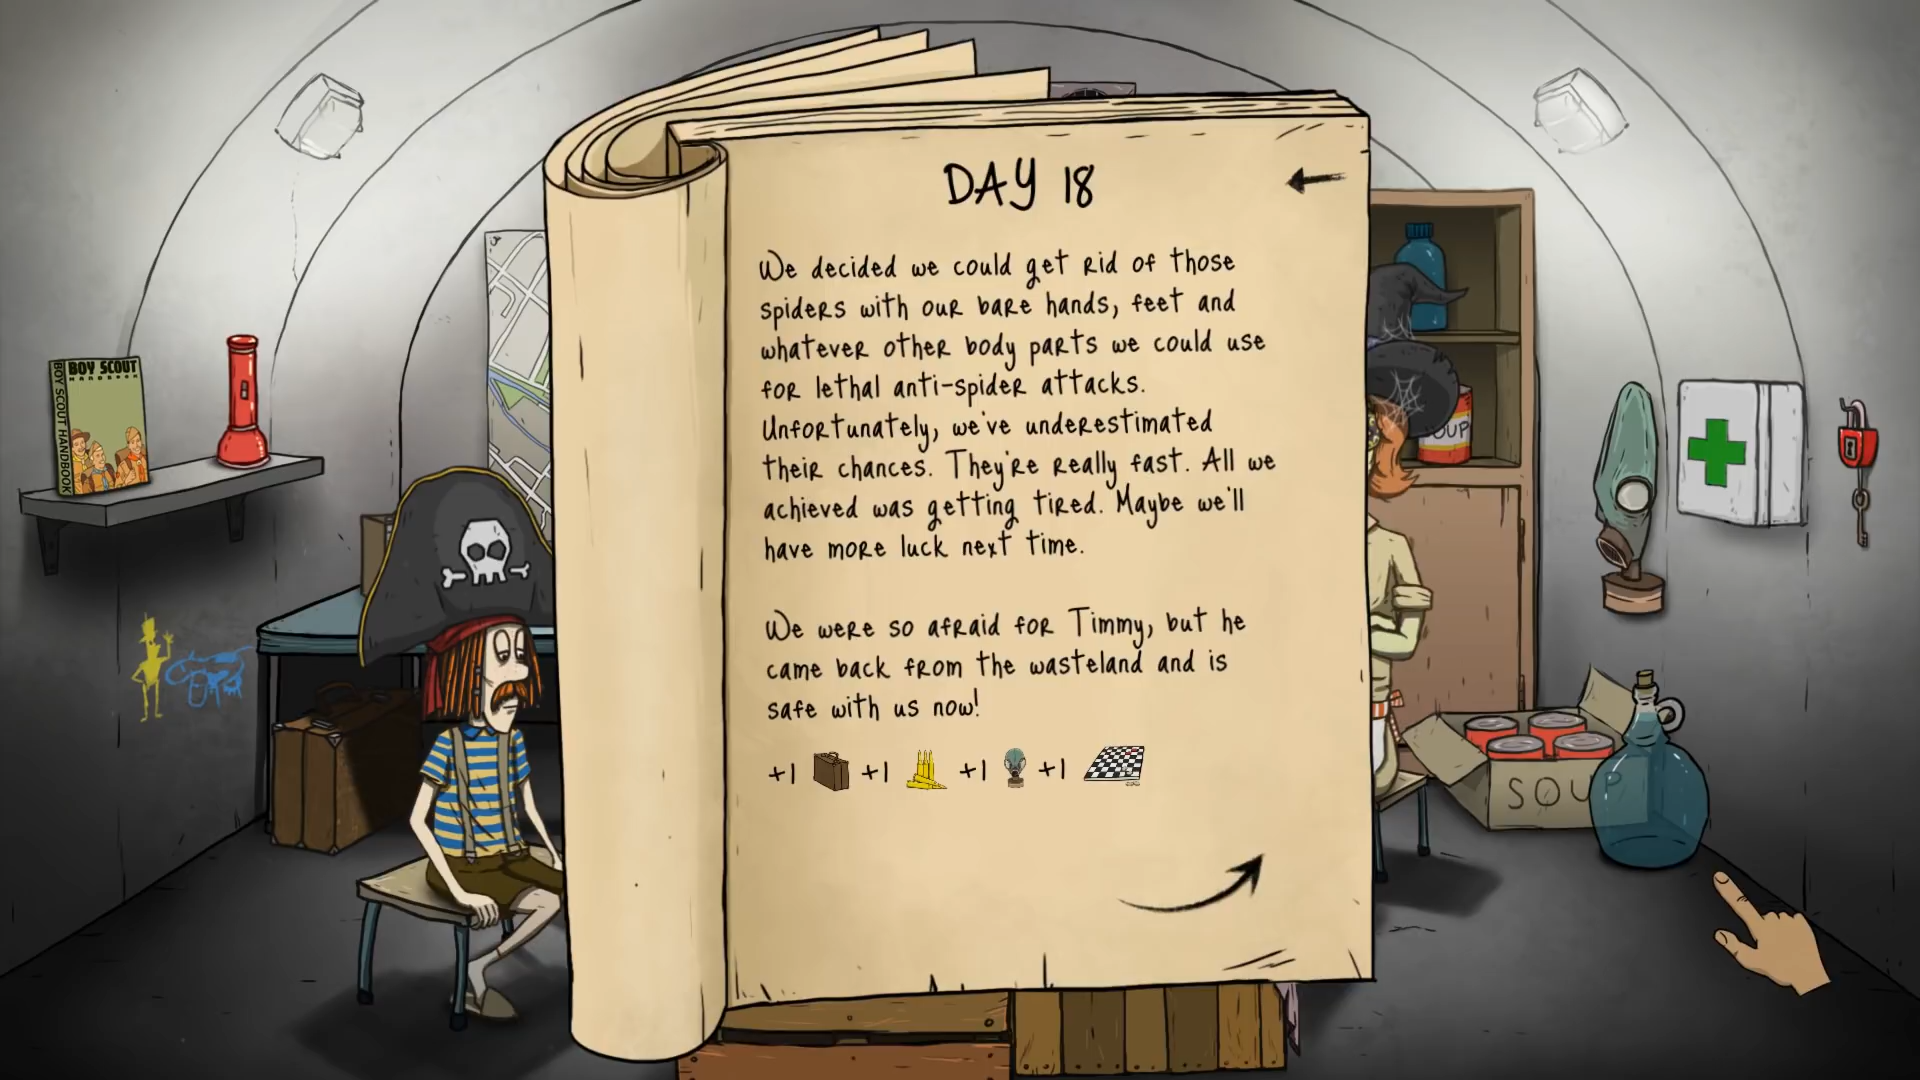 DAY 18
We decided we could get rid of those
spiders with our bare hands, feet and
whatever other body parts we could use
for lethal anti-spider attacks.
Unfortunately, we've underestimated
their chances. They're really fast. All we
achieved was getting tired. Maybe we'll
have more luck next time.
We were so afraid for Timmy, but he
came back from the wasteland and is
safe with us now!
+1 +1 +1 +1
BOY SCOUT
HANDBOOK
BOY SCOUT HANDBOOK
OUP
SOU